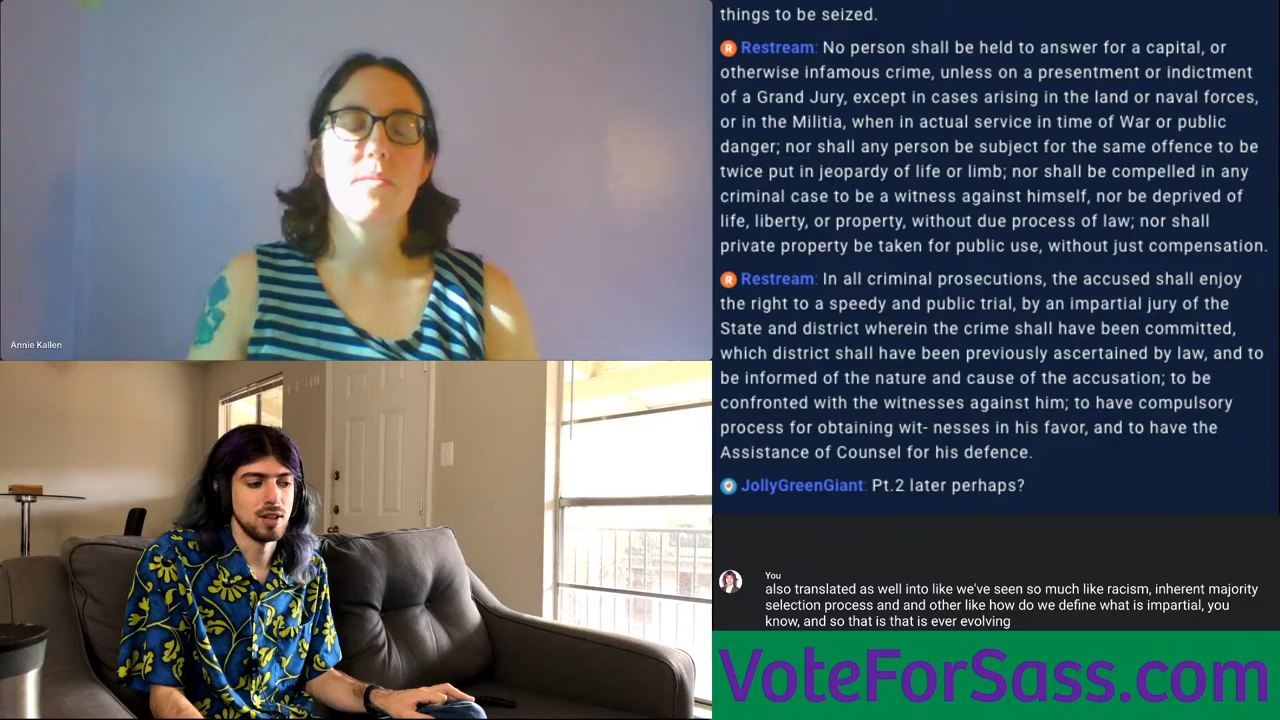 Annie Kallen
things to be seized.
Restream: No person shall be held to answer for a capital, or
otherwise infamous crime, unless on a presentment or indictment
of a Grand Jury, except in cases arising in the land or naval forces,
or in the Militia, when in actual service in time of War or public
danger; nor shall any person be subject for the same offence to be
twice put in jeopardy of life or limb; nor shall be compelled in any
criminal case to be a witness against himself, nor be deprived of
life, liberty, or property, without due process of law; nor shall
private property be taken for public use, without just compensation.
Restream: In all criminal prosecutions, the accused shall enjoy
the right to a speedy and public trial, by an impartial jury of the
State and district wherein the crime shall have been committed,
which district shall have been previously ascertained by law, and to
be informed of the nature and cause of the accusation; to be
confronted with the witnesses against him; to have compulsory
process for obtaining wit- nesses in his favor, and to have the
Assistance of Counsel for his defence.
JollyGreenGiant: Pt.2 later perhaps?
You
also translated as well into like we've seen so much like racism, inherent majority
selection process and and other like how do we define what is impartial, you
know, and so that is that is ever evolving
VoteForSass.com